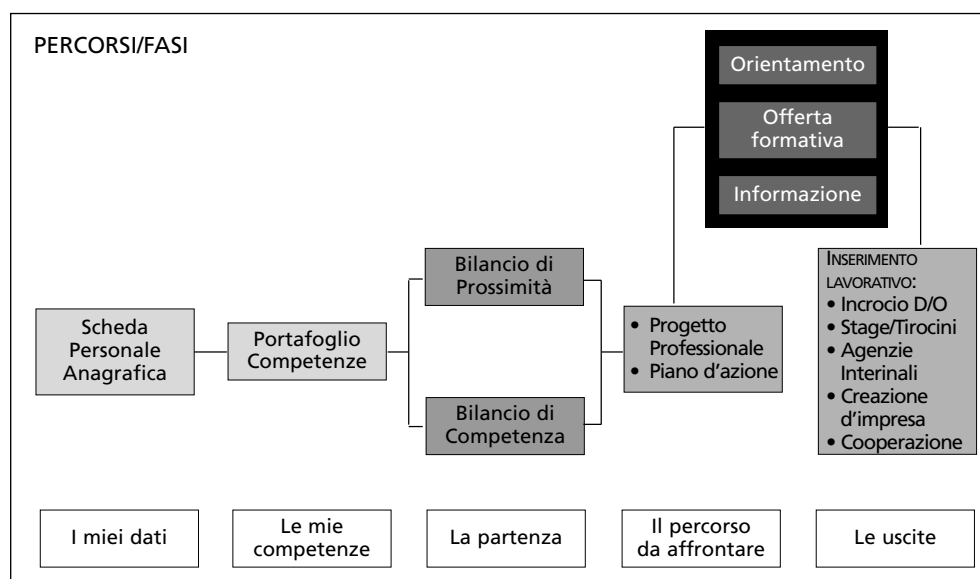 PERCORSI/FASI
Orientamento
Offerta
formativa
Informazione
Bilancio di
Prossimità
Scheda
Personale
Anagrafica
Portafoglio
Competenze
Bilancio di
Competenza
• Progetto
Professionale
• Piano d'azione
INSERIMENTO
LAVORATIVO:
• Incrocio D/O
• Stage/Tirocini
• Agenzie
Interinali
• Creazione
d'impresa
• Cooperazione
I miei dati
Le mie
competenze
La partenza
Il percorso
da affrontare
Le uscite